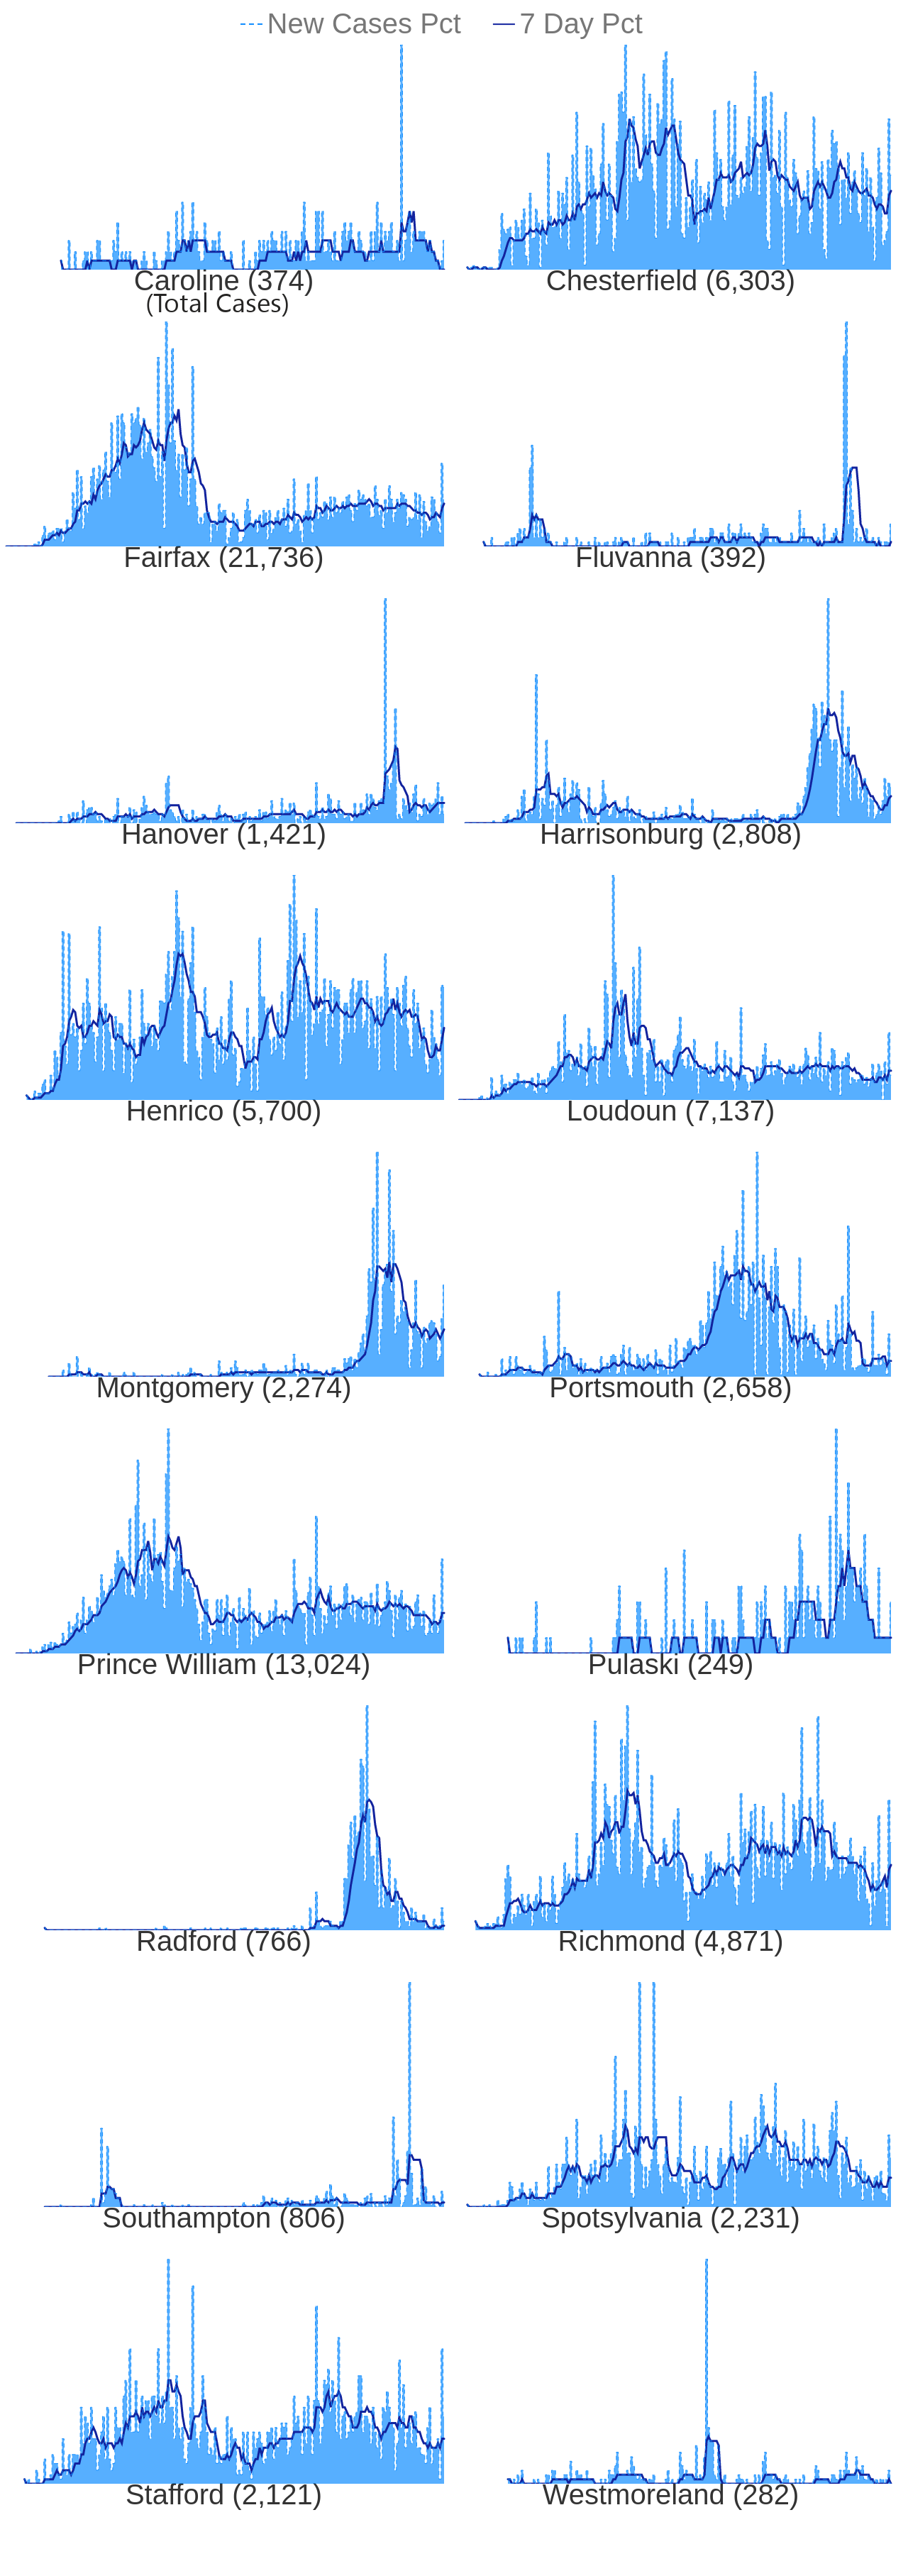 New Cases Pct 7 Day Pct
Caroline (374) Chesterfield (6,303)
(Total Cases)
Fairfax (21,736) Fluvanna (392)
Hanover (1,421) Harrisonburg (2,808)
Henrico (5,700) Loudoun (7,137)
Montgomery (2,274) Portsmouth (2,658)
Prince William (13,024) Pulaski (249)
Radford (766) Richmond (4,871)
Southampton (806) Spotsylvania (2,231)
Stafford (2,121) Westmoreland (282)